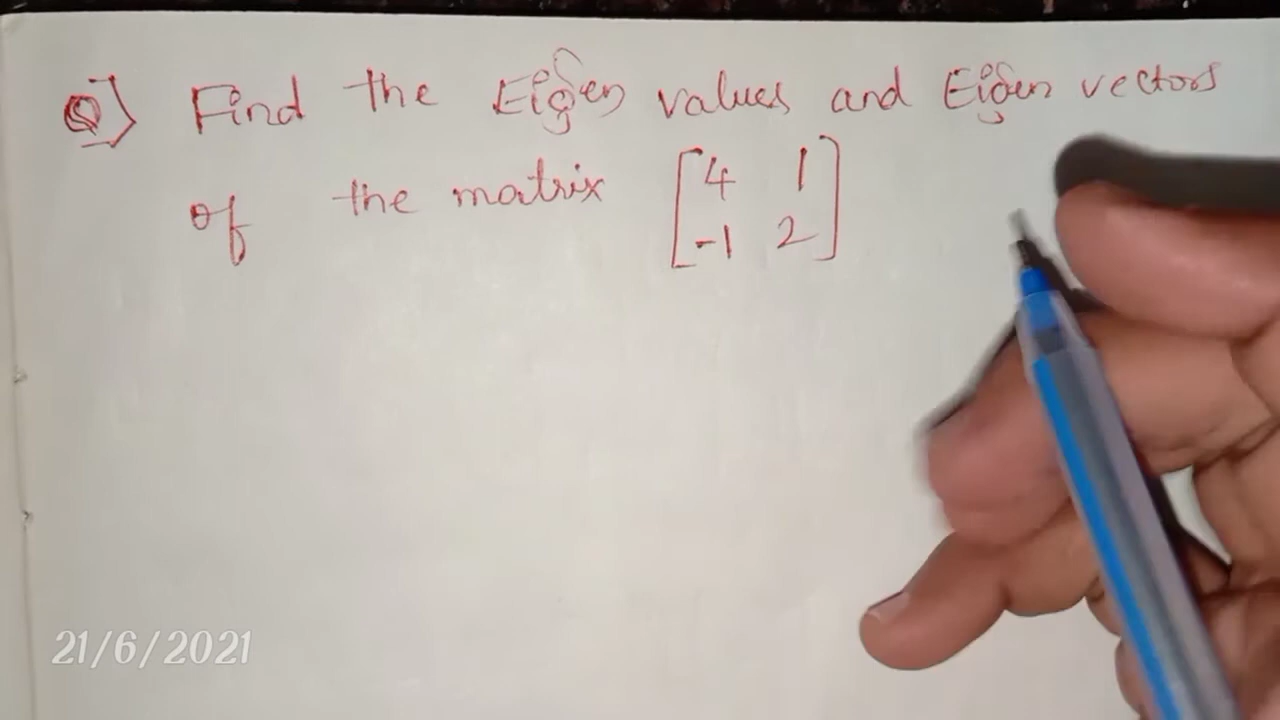 Q] Find the Eigen values and Eigen vectors
of the matrix [4 1
-1 2]
21/6/2021